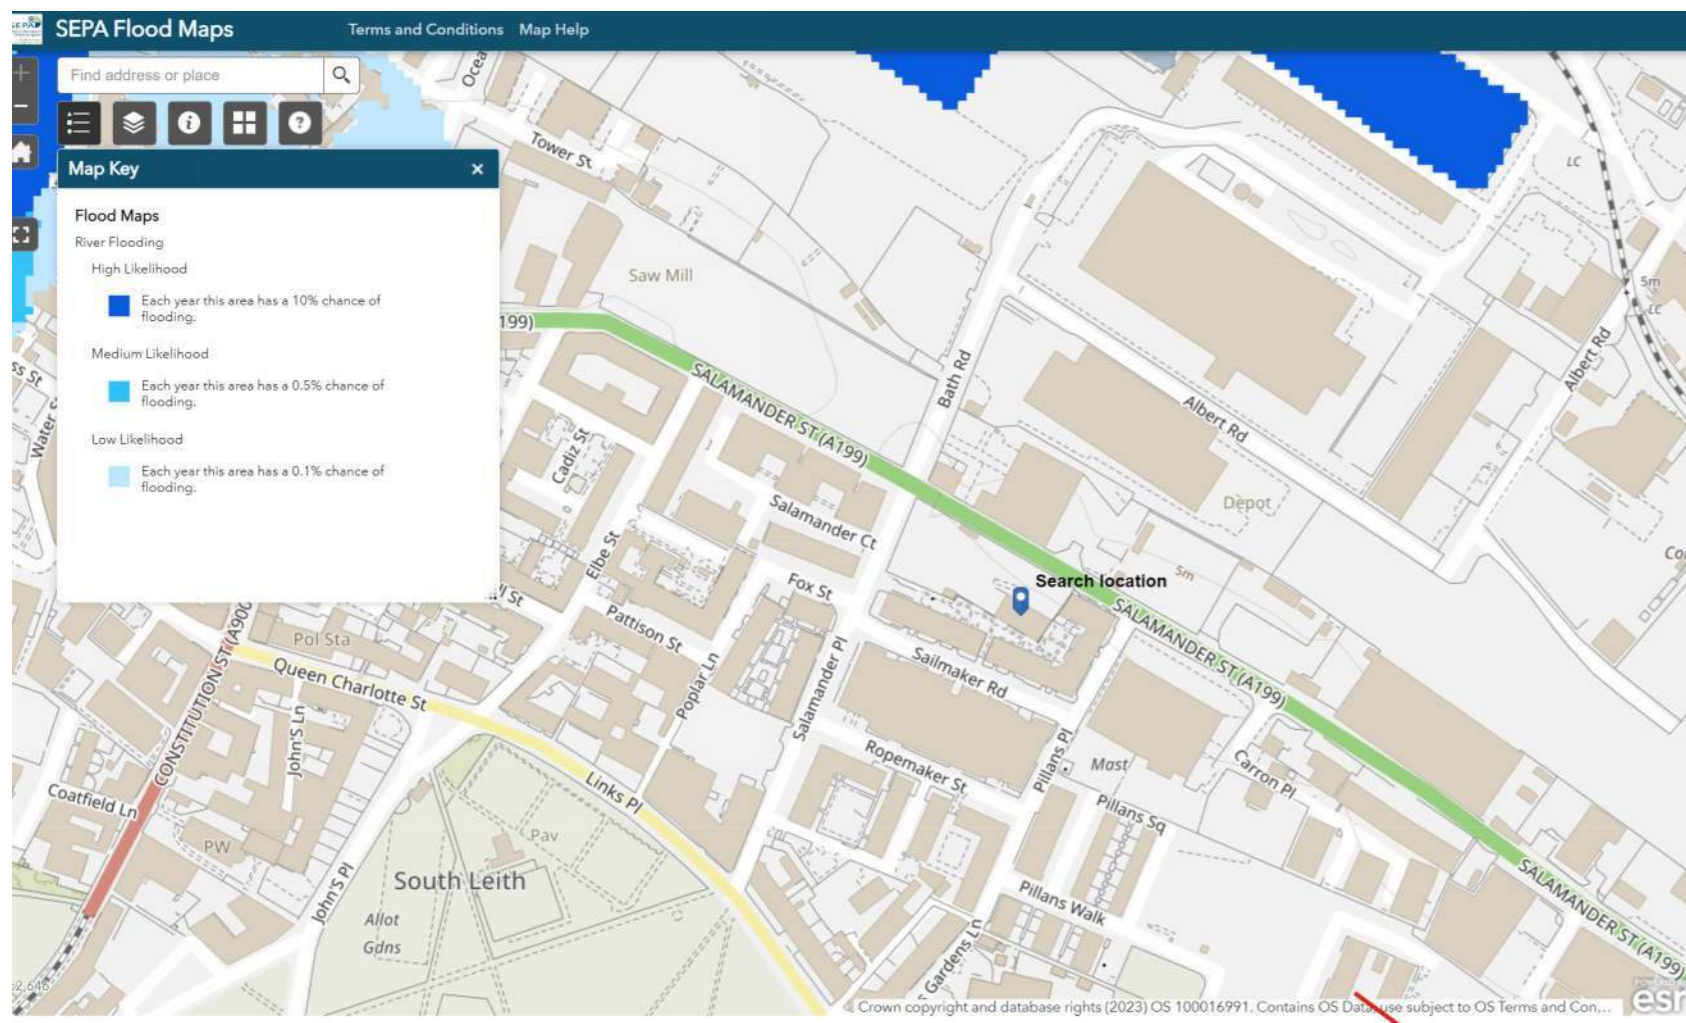 SEPA Flood Maps
Terms and Conditions
Map Help
Find address or place
Map Key
Flood Maps
River Flooding
High Likelihood
Each year this area has a 10% chance of
flooding.
Medium Likelihood
Each year this area has a 0.5% chance of
flooding.
Low Likelihood
Each year this area has a 0.1% chance of
flooding.
Tower St
Saw Mill
199)
SALAMANDER ST (A199)
Bath Rd
Albert Rd
Albert Rd
LC
5m
LC
Cadiz St
Salamander Ct
Depot
Elbe St
Fox St
Search location
5m
SALAMANDER ST (A199)
Pattison St
Sailmaker Rd
Salamander Pl
Poplar Ln
Pol Sta
Queen Charlotte St
CONSTITUTION ST (A900
John'S Ln
Links Pl
Ropemaker St
Pillans Pl
Mast
Carron Pl
Pillans Sq
Coatfield Ln
PW
John'S Pl
Pav
South Leith
Allot
Gdns
Pillans Walk
Gardens Ln
SALAMANDER ST (A199)
Crown copyright and database rights (2023) OS 100016991. Contains OS Data, use subject to OS Terms and Con...